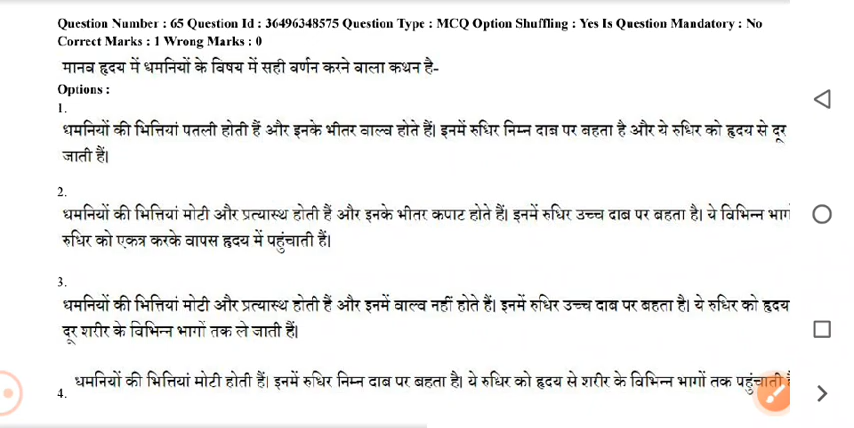 Question Number : 65 Question Id : 36496348575 Question Type : MCQ Option Shuffling : Yes Is Question Mandatory : No
Correct Marks : 1 Wrong Marks : 0
मानव हृदय में धमनियों के विषय में सही वर्णन करने वाला कथन है-
Options :
1.
धमनियों की भित्तियां पतली होती हैं और इनके भीतर वाल्व होते हैं। इनमें रुधिर निम्न दाब पर बहता है और ये रुधिर को हृदय से दूर
जाती हैं।
2.
धमनियों की भित्तियां मोटी और प्रत्यास्थ होती हैं और इनके भीतर कपाट होते हैं। इनमें रुधिर उच्च दाब पर बहता है। ये विभिन्न भागों
रुधिर को एकत्र करके वापस हृदय में पहुंचाती हैं।
3.
धमनियों की भित्तियां मोटी और प्रत्यास्थ होती हैं और इनमें वाल्व नहीं होते हैं। इनमें रुधिर उच्च दाब पर बहता है। ये रुधिर को हृदय
दूर शरीर के विभिन्न भागों तक ले जाती हैं।
4. धमनियों की भित्तियां मोटी होती हैं। इनमें रुधिर निम्न दाब पर बहता है। ये रुधिर को हृदय से शरीर के विभिन्न भागों तक पहुंचाती